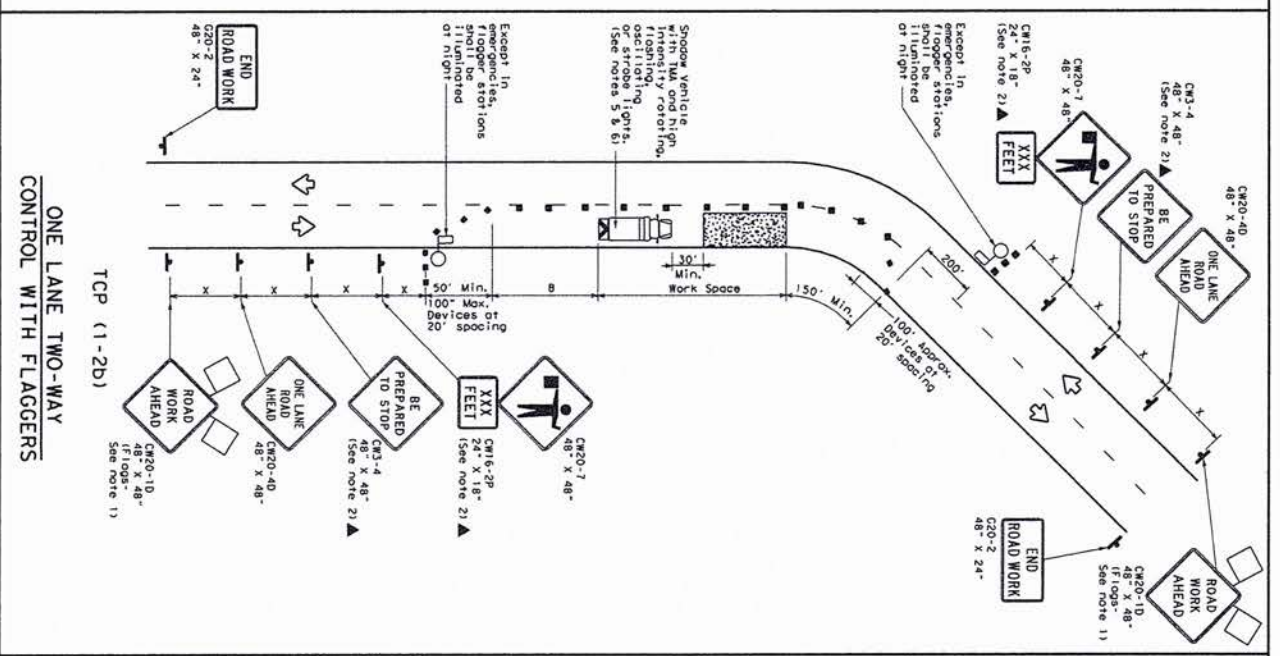 END
ROAD WORK
G20-2
48" X 24"
Except in
emergencies,
flagger stations
shall be
illuminated
at night
Shadow Vehicle
with TMA and high
intensity rotating,
flashing,
oscillating
or strobe lights.
(See notes 5 & 6)
Except in
emergencies,
flagger stations
shall be
illuminated
at night
CW16-2P
24" X 18"
(See note 2)▲
XXX
FEET
CW20-7
48" X 48"
CW3-4
48" X 48"
(See note 2)▲
BE
PREPARED
TO STOP
CW20-4D
48" X 48"
ONE LANE
ROAD
AHEAD
X
X
X
200'
100' Approx.
Devices at
20' spacing
150' Min.
Work Space
30'
Min.
B
50' Min.
100" Max.
Devices at
20' spacing
X
X
X
X
ROAD
WORK
AHEAD
CW20-1D
48" X 48"
(Flags-
See note 1)
ONE LANE
ROAD
AHEAD
CW20-4D
48" X 48"
BE
PREPARED
TO STOP
CW3-4
48" X 48"
(See note 2)▲
XXX
FEET
CW16-2P
24" X 18"
(See note 2)▲
CW20-7
48" X 48"
END
ROAD WORK
G20-2
48" X 24"
ROAD
WORK
AHEAD
CW20-1D
48" X 48"
(Flags-
See note 1)
TCP (1-2b)
ONE LANE TWO-WAY
CONTROL WITH FLAGGERS